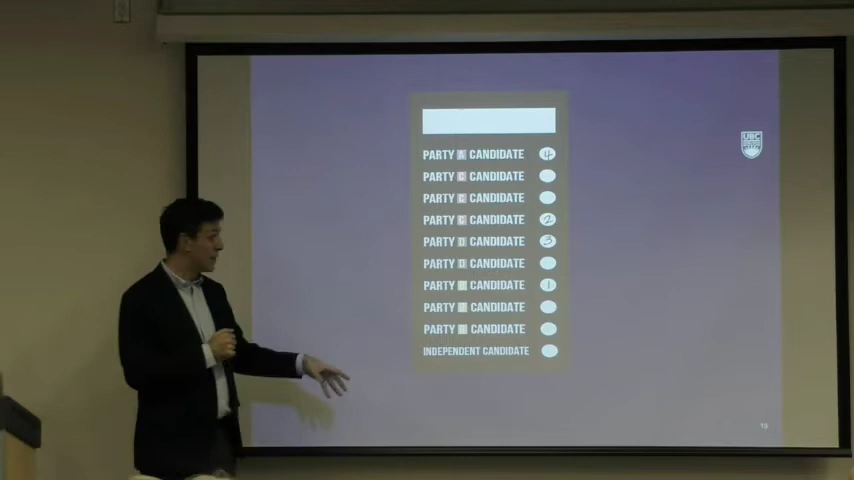 UBC
PARTY A CANDIDATE 4
PARTY C CANDIDATE
PARTY C CANDIDATE
PARTY C CANDIDATE 2
PARTY D CANDIDATE 3
PARTY D CANDIDATE
PARTY CANDIDATE 1
PARTY CANDIDATE
PARTY CANDIDATE
INDEPENDENT CANDIDATE